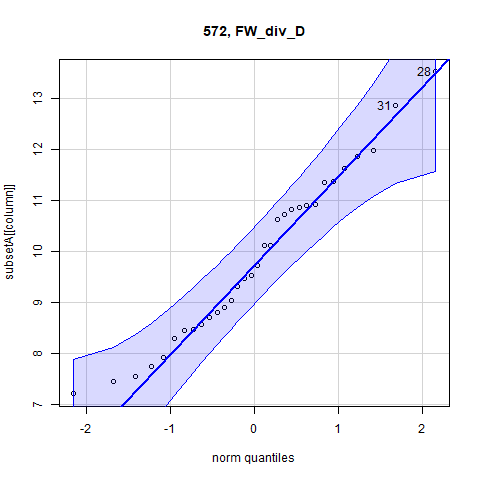 572, FW_div_D
28
31
13
12
11
10
9
8
7
subsetA[[column]]
-2 -1 0 1 2
norm quantiles